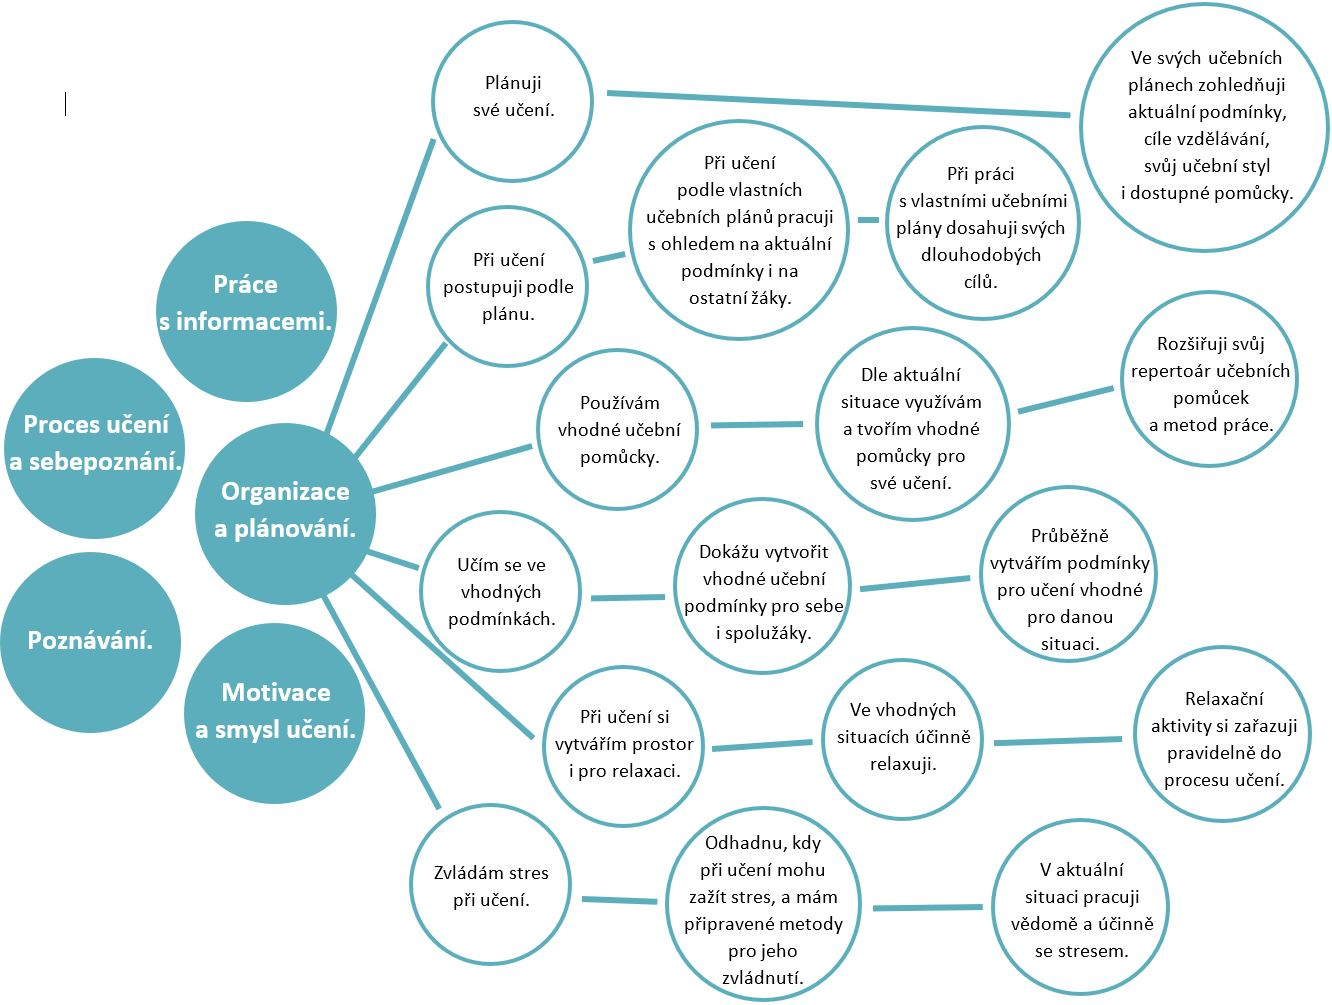 Práce
s informacemi.
Proces učení
a sebepoznání.
Organizace
a plánování.
Poznávání.
Motivace
a smysl učení.
Plánuji
své učení.
Ve svých učebních
plánech zohledňuji
aktuální podmínky,
cíle vzdělávání,
svůj učební styl
i dostupné pomůcky.
Při učení
postupuji podle
plánu.
Při učení
podle vlastních
učebních plánů pracuji
s ohledem na aktuální
podmínky i na
ostatní žáky.
Při práci
s vlastními učebními
plány dosahuji svých
dlouhodobých
cílů.
Používám
vhodné učební
pomůcky.
Dle aktuální
situace využívám
a tvořím vhodné
pomůcky pro
své učení.
Rozšiřuji svůj
repertoár učebních
pomůcek
a metod práce.
Učím se ve
vhodných
podmínkách.
Dokážu vytvořit
vhodné učební
podmínky pro sebe
i spolužáky.
Průběžně
vytvářím podmínky
pro učení vhodné
pro danou
situaci.
Při učení si
vytvářím prostor
i pro relaxaci.
Ve vhodných
situacích účinně
relaxuji.
Relaxační
aktivity si zařazuji
pravidelně do
procesu učení.
Zvládám stres
při učení.
Odhadnu, kdy
při učení mohu
zažít stres, a mám
připravené metody
pro jeho
zvládnutí.
V aktuální
situaci pracuji
vědomě a účinně
se stresem.